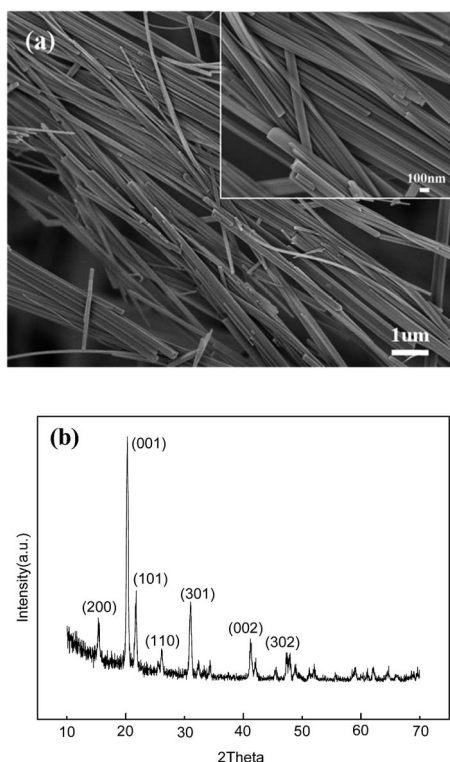 (a)
100nm
1um
(b)
(001)
(101)
(200)
(301)
(110)
(002)
(302)
Intensity(a.u.)
10 20 30 40 50 60 70
2Theta